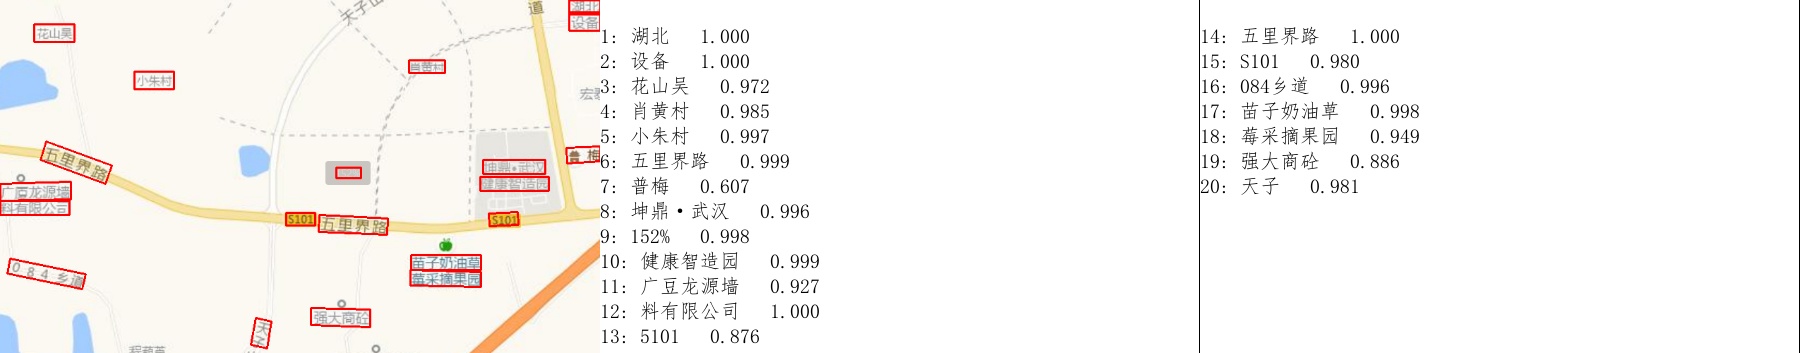 天子山
道
湖北
设备
花山吴
肖黄村
小朱村
宏泰
五里界路
普 梅
坤鼎·武汉
健康智造园
广厦龙源墙
料有限公司
S101
五里界路
S101
苗子奶油草
莓采摘果园
084乡道
强大商砼
天子
程葫芦
1: 湖北 1.000
2: 设备 1.000
3: 花山吴 0.972
4: 肖黄村 0.985
5: 小朱村 0.997
6: 五里界路 0.999
7: 普梅 0.607
8: 坤鼎·武汉 0.996
9: 152% 0.998
10: 健康智造园 0.999
11: 广豆龙源墙 0.927
12: 料有限公司 1.000
13: 5101 0.876
14: 五里界路 1.000
15: S101 0.980
16: 084乡道 0.996
17: 苗子奶油草 0.998
18: 莓采摘果园 0.949
19: 强大商砼 0.886
20: 天子 0.981